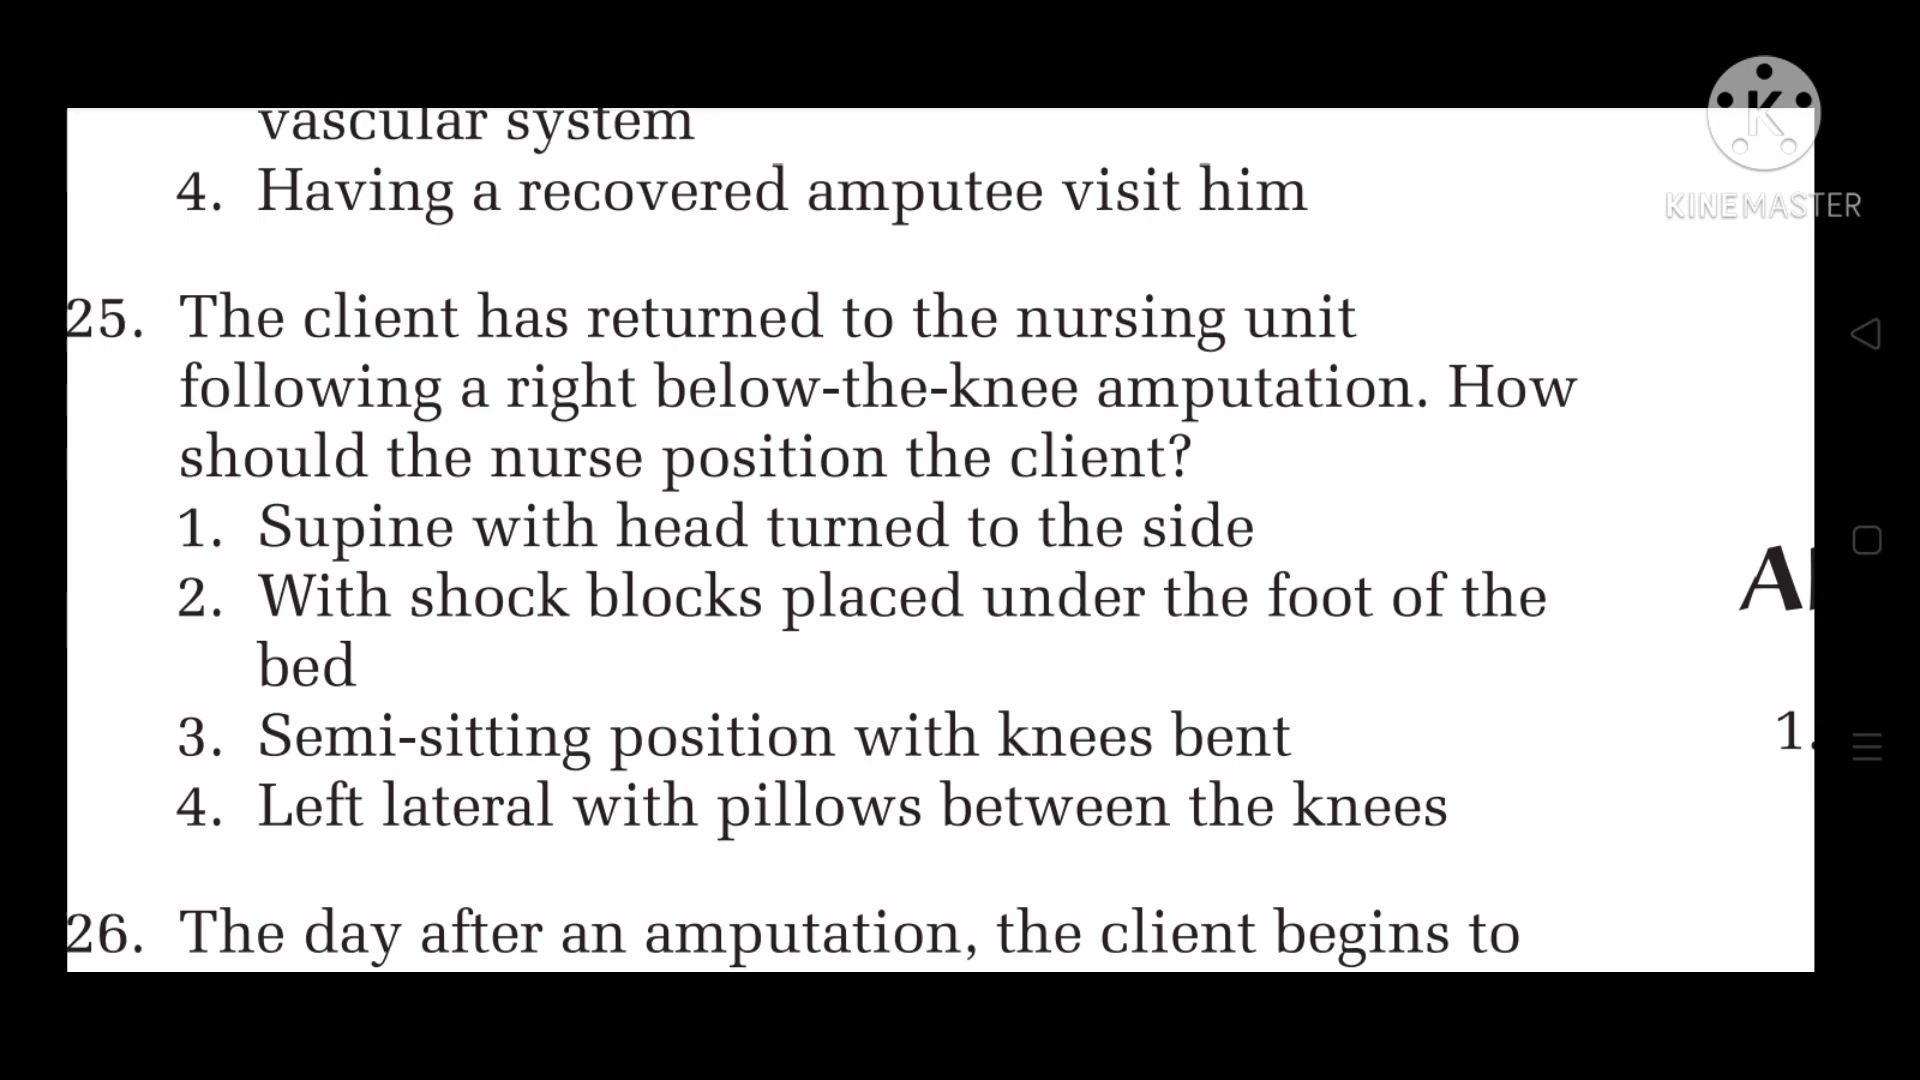 vascular system
4. Having a recovered amputee visit him
25. The client has returned to the nursing unit
following a right below-the-knee amputation. How
should the nurse position the client?
1. Supine with head turned to the side
2. With shock blocks placed under the foot of the
bed
3. Semi-sitting position with knees bent
4. Left lateral with pillows between the knees
26. The day after an amputation, the client begins to
A
1.
K
KINEMASTER